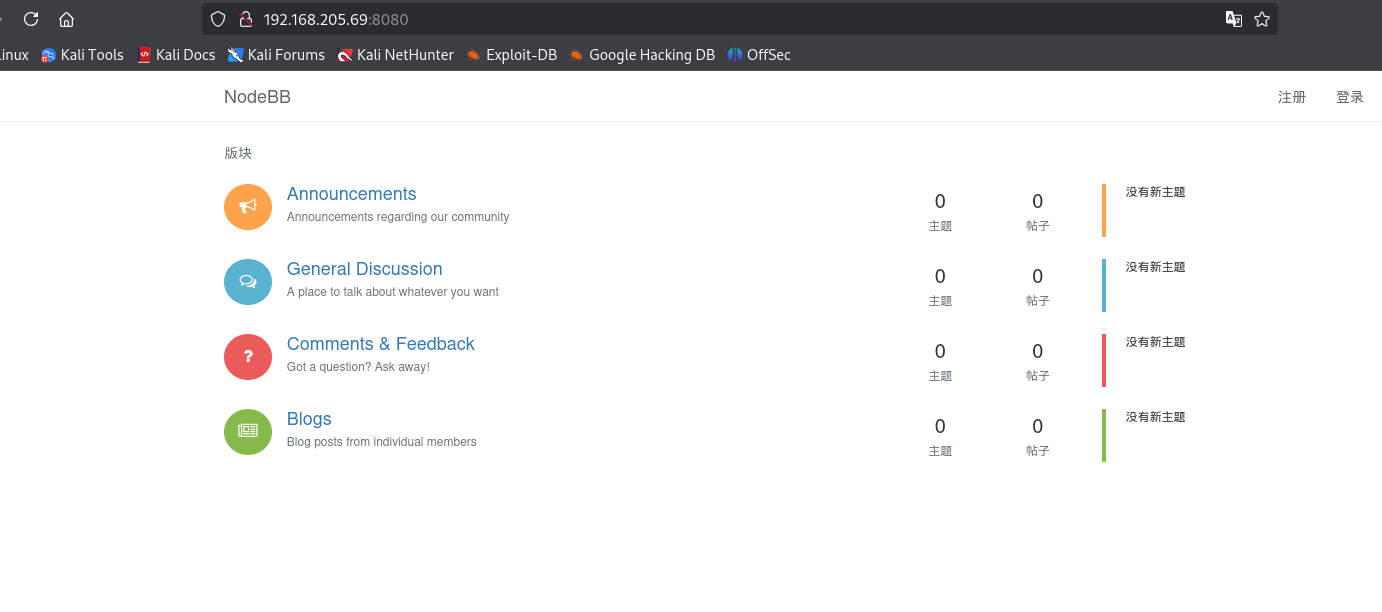 192.168.205.69:8080
inux Kali Tools Kali Docs Kali Forums Kali NetHunter Exploit-DB Google Hacking DB OffSec
NodeBB 注册 登录
版块
Announcements
Announcements regarding our community
0 主题
0 帖子
没有新主题
General Discussion
A place to talk about whatever you want
0 主题
0 帖子
没有新主题
Comments & Feedback
Got a question? Ask away!
0 主题
0 帖子
没有新主题
Blogs
Blog posts from individual members
0 主题
0 帖子
没有新主题